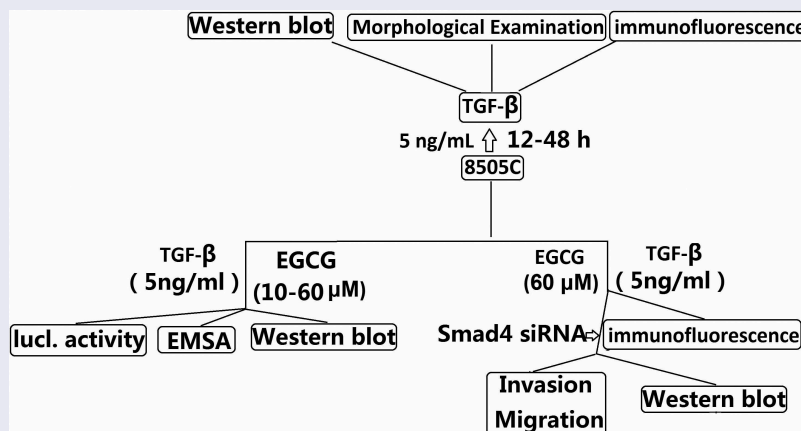 Western blot
Morphological Examination
immunofluorescence
TGF-β
5 ng/mL
12-48 h
8505C
TGF-β
( 5ng/ml )
EGCG
(10-60 μM)
EGCG
(60 μM)
TGF-β
( 5ng/ml )
lucl. activity
EMSA
Western blot
Smad4 siRNA
immunofluorescence
Invasion
Migration
Western blot